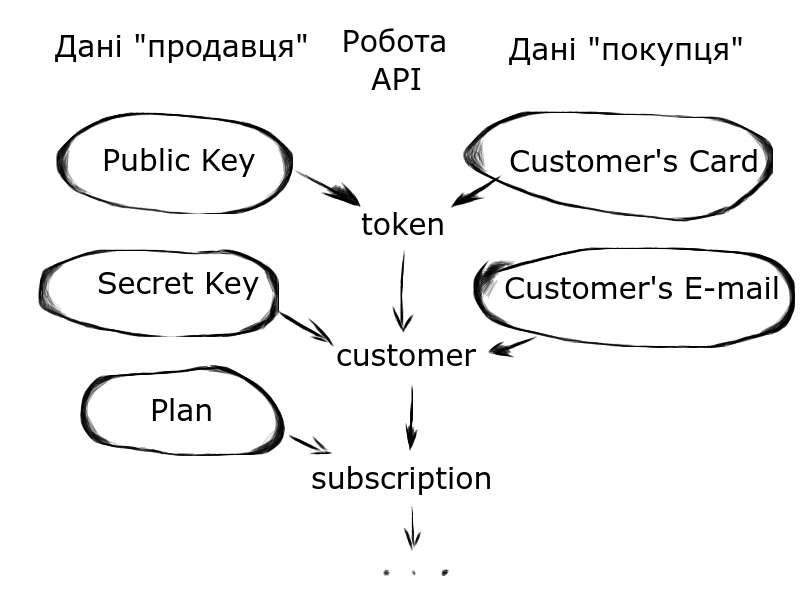 Дані "продавця"
Робота
API
Дані "покупця"
Public Key
Customer's Card
token
Secret Key
Customer's E-mail
customer
Plan
subscription
. . .